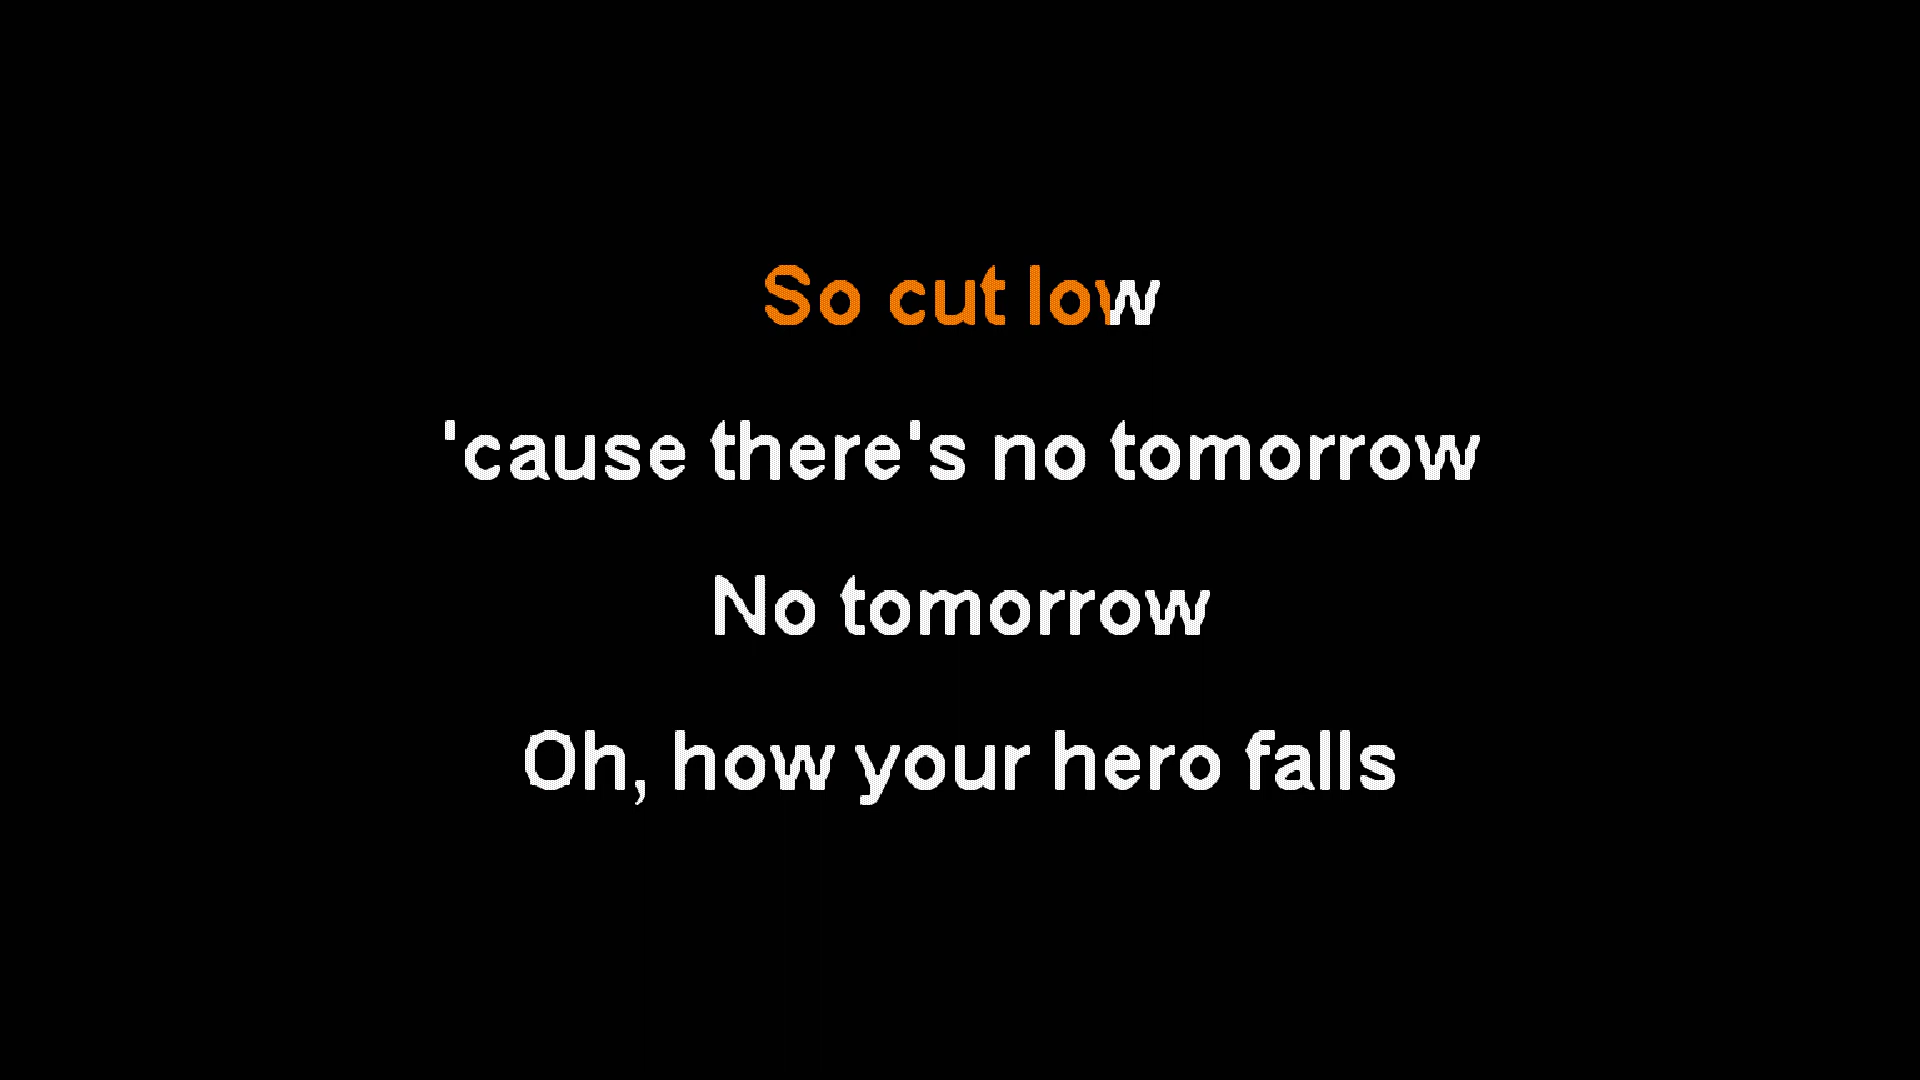 So cut low
'cause there's no tomorrow
No tomorrow
Oh, how your hero falls